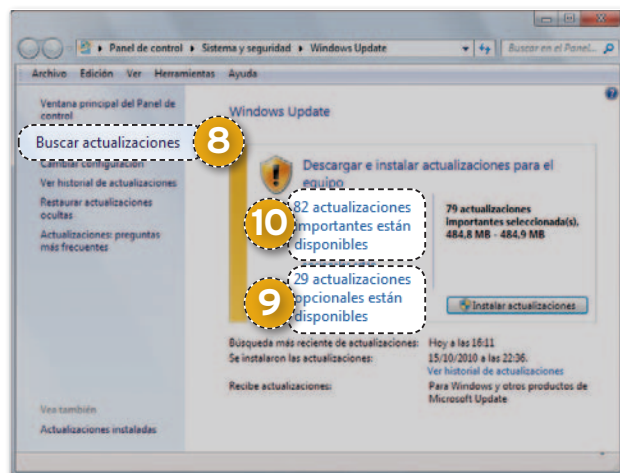 Panel de control ▸ Sistema y seguridad ▸ Windows Update
Buscar en el Panel...
Archivo Edición Ver Herramientas Ayuda
Ventana principal del Panel de
control
Buscar actualizaciones
8
Cambiar configuración
Ver historial de actualizaciones
Restaurar actualizaciones
ocultas
Actualizaciones: preguntas
más frecuentes
Vea también
Actualizaciones instaladas
Windows Update
Descargar e instalar actualizaciones para el
equipo
10
82 actualizaciones
importantes están
disponibles
9
29 actualizaciones
opcionales están
disponibles
79 actualizaciones
importantes seleccionada(s),
484,8 MB - 484,9 MB
Instalar actualizaciones
Búsqueda más reciente de actualizaciones: Hoy a las 16:11
Se instalaron las actualizaciones: 15/10/2010 a las 22:36.
Ver historial de actualizaciones
Recibe actualizaciones: Para Windows y otros productos de
Microsoft Update